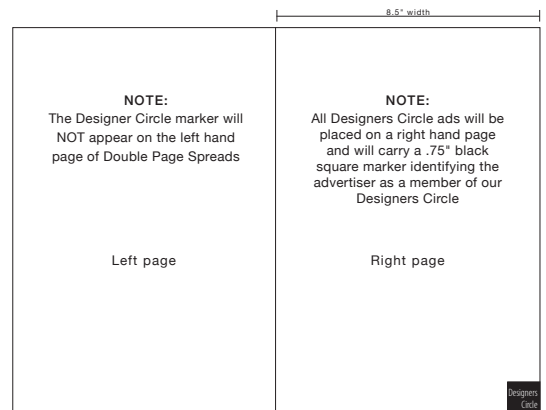 8.5" width
NOTE:
The Designer Circle marker will
NOT appear on the left hand
page of Double Page Spreads
Left page
NOTE:
All Designers Circle ads will be
placed on a right hand page
and will carry a .75" black
square marker identifying the
advertiser as a member of our
Designers Circle
Right page
Designers
Circle